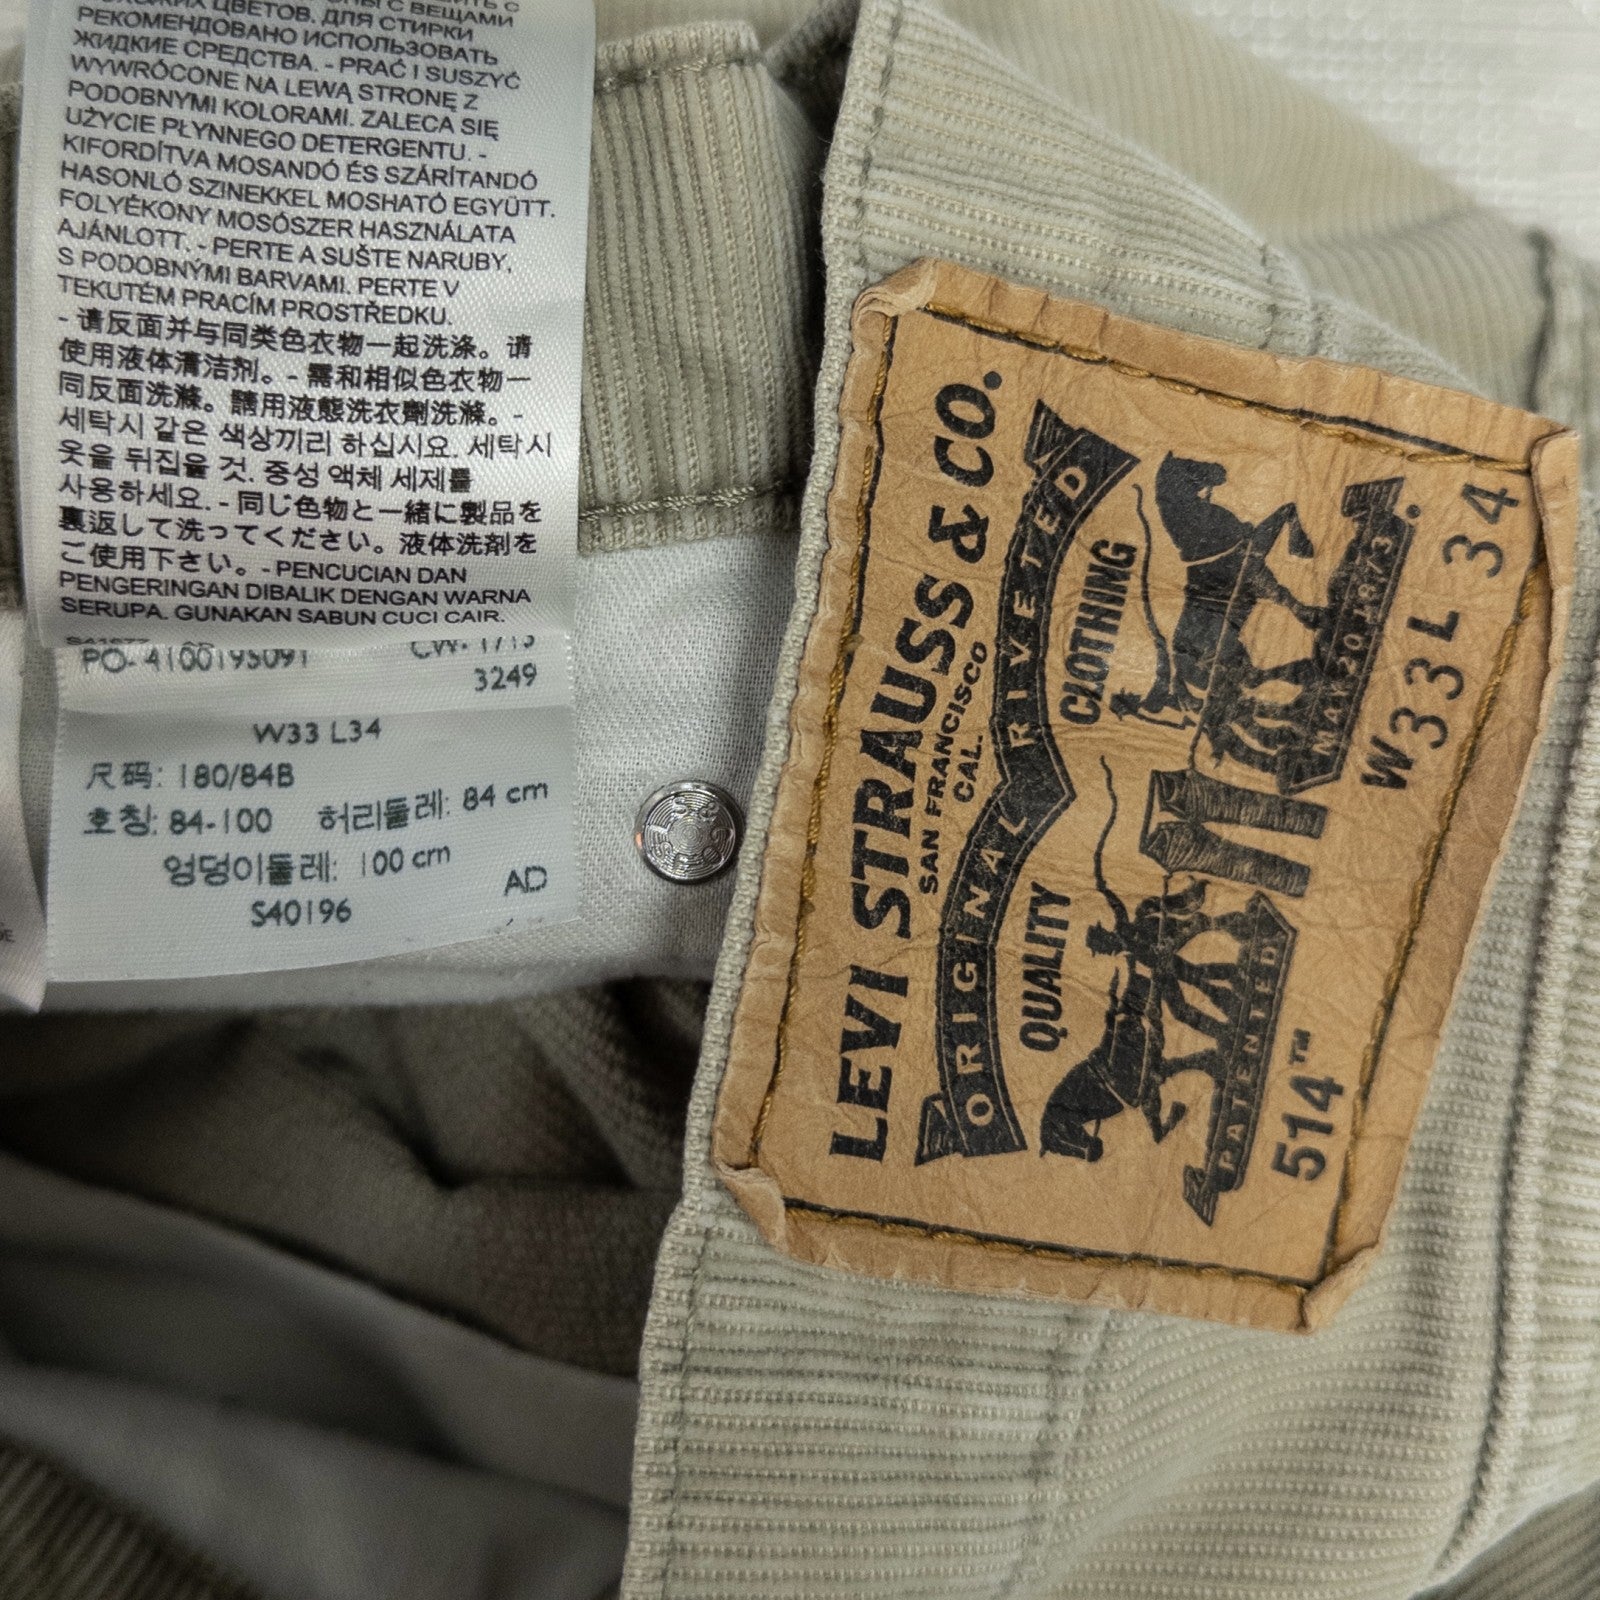 РЕКОМЕНДОВАНО ИСПОЛЬЗОВАТЬ
ЖИДКИЕ СРЕДСТВА. - PRAĆ I SUSZYĆ
WYWRÓCONE NA LEWĄ STRONĘ Z
PODOBNYMI KOLORAMI. ZALECA SIĘ
UŻYCIE PŁYNNEGO DETERGENTU. -
KIFORDÍTVA MOSANDÓ ÉS SZÁRÍTANDÓ
HASONLÓ SZINEKKEL MOSHATÓ EGYÜTT.
FOLYÉKONY MOSÓSZER HASZNÁLATA
AJÁNLOTT. - PERTE A SUŠTE NARUBY,
S PODOBNÝMI BARVAMI. PERTE V
TEKUTÉM PRACÍM PROSTŘEDKU.
- 请反面并与同类色衣物一起洗涤。请
使用液体清洁剂。- 需和相似色衣物一
同反面洗滌。請用液態洗衣劑洗滌。-
세탁시 같은 색상끼리 하십시요. 세탁시
옷을 뒤집을 것. 중성 액체 세제를
사용하세요. - 同じ色物と一緒に製品を
裏返して洗ってください。液体洗剤を
ご使用下さい。- PENCUCIAN DAN
PENGERINGAN DIBALIK DENGAN WARNA
SERUPA. GUNAKAN SABUN CUCI CAIR.
PO- 4100195091
3249
W33 L34
尺码: 180/84B
호칭: 84-100 허리둘레: 84 cm
엉덩이둘레: 100 cm
AD
S40196
LEVI STRAUSS & CO.
SAN FRANCISCO
CAL.
ORIGINAL RIVETED
QUALITY CLOTHING
PATENTED MAY 20 1873
514™ W33 L 34